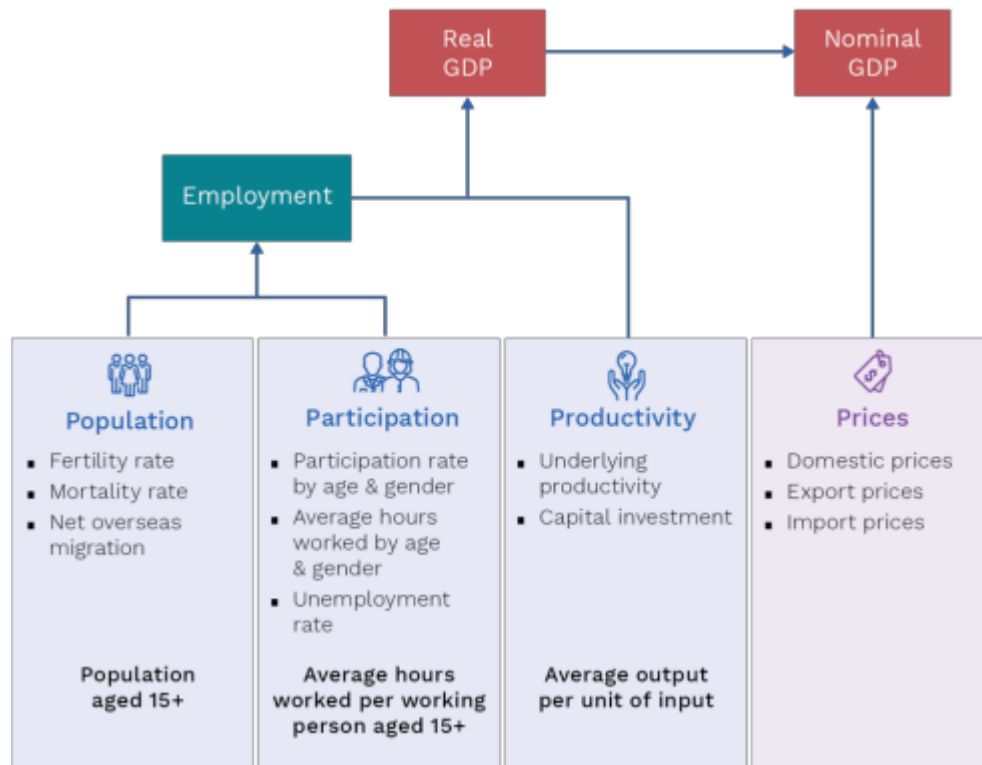 Real
GDP
Nominal
GDP
Employment
Population
▪ Fertility rate
▪ Mortality rate
▪ Net overseas
migration
Population
aged 15+
Participation
▪ Participation rate
by age & gender
▪ Average hours
worked by age
& gender
▪ Unemployment
rate
Average hours
worked per working
person aged 15+
Productivity
▪ Underlying
productivity
▪ Capital investment
Average output
per unit of input
Prices
▪ Domestic prices
▪ Export prices
▪ Import prices